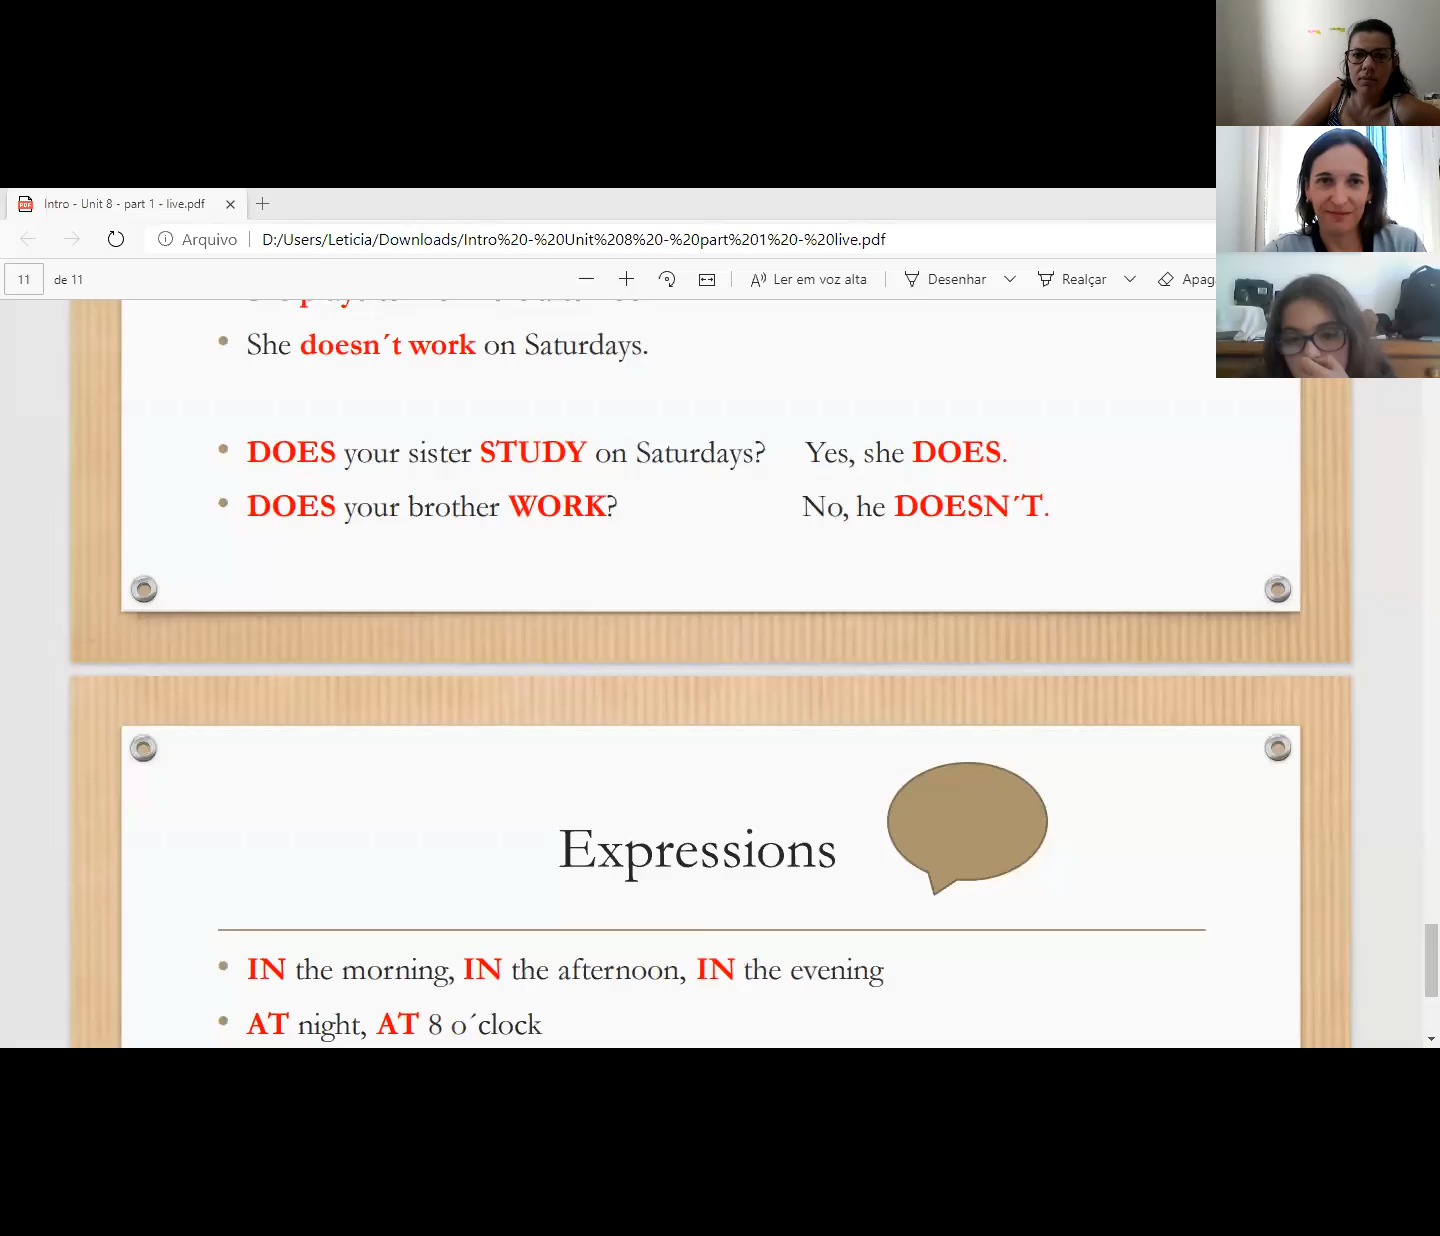 Intro - Unit 8 - part 1 - live.pdf
Arquivo D:/Users/Leticia/Downloads/Intro%20-%20Unit%208%20-%20part%201%20-%20live.pdf
11 de 11 Ler em voz alta Desenhar Realçar Apag
She doesn´t work on Saturdays.
DOES your sister STUDY on Saturdays? Yes, she DOES.
DOES your brother WORK? No, he DOESN´T.
Expressions
IN the morning, IN the afternoon, IN the evening
AT night, AT 8 o´clock